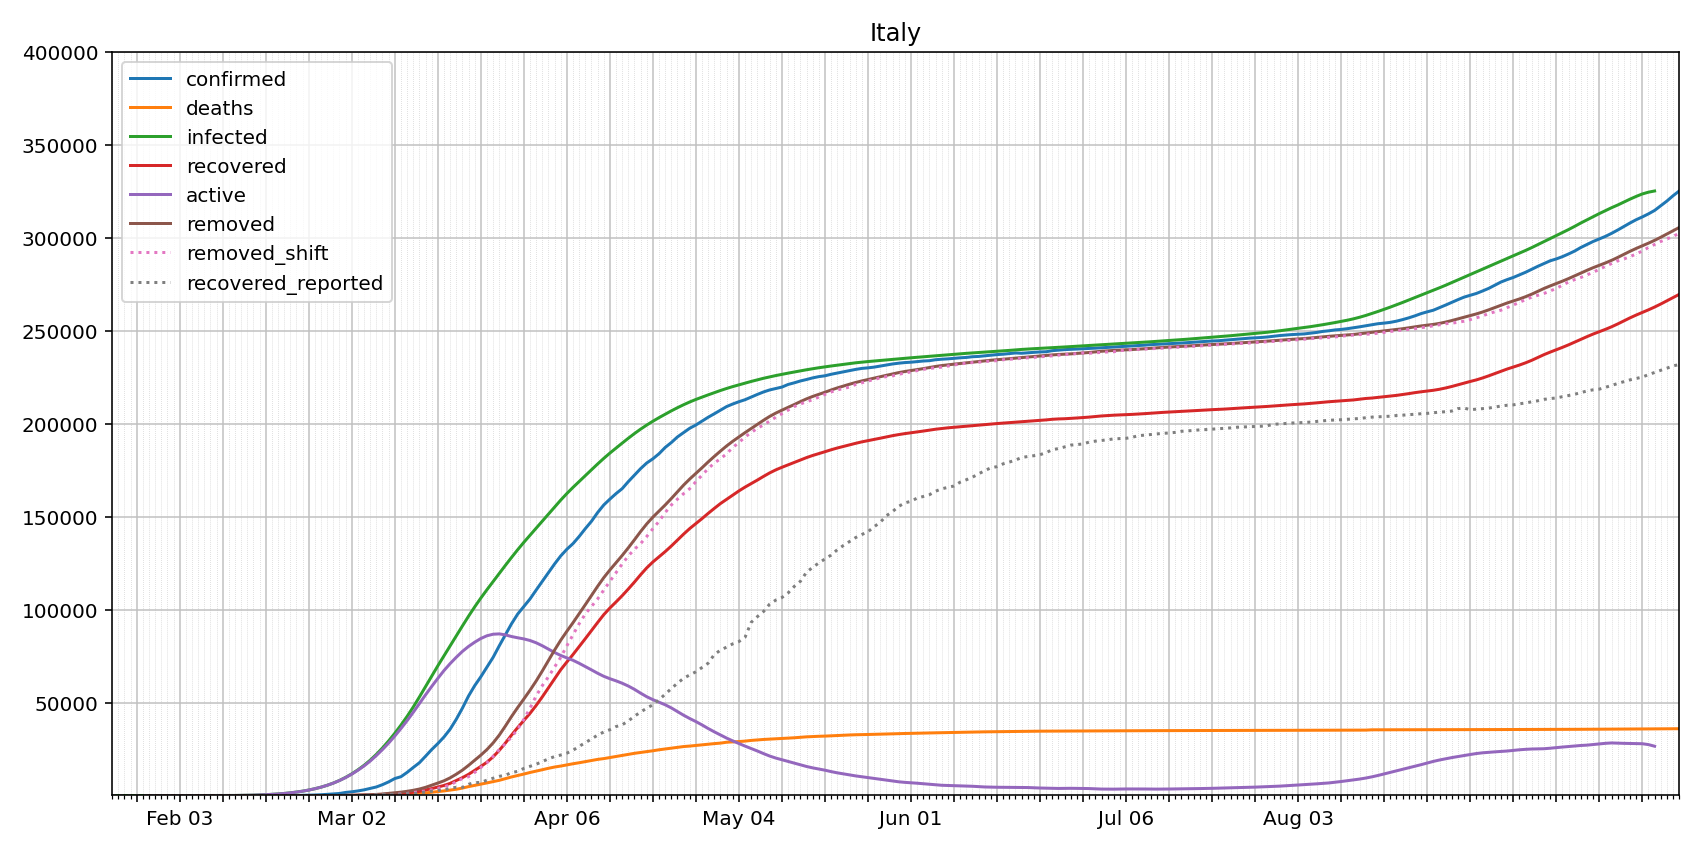 Italy
400000
350000
300000
250000
200000
150000
100000
50000
confirmed
deaths
infected
recovered
active
removed
removed_shift
recovered_reported
Feb 03
Mar 02
Apr 06
May 04
Jun 01
Jul 06
Aug 03